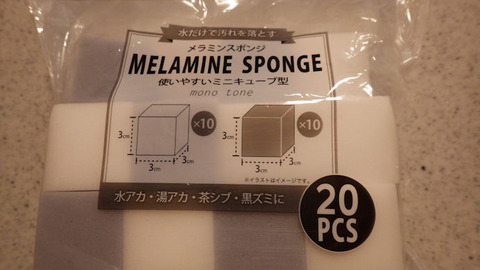 水だけで汚れを落とす
メラミンスポンジ
MELAMINE SPONGE
使いやすいミニキューブ型
mono tone
3cm 3cm 3cm ×10
3cm 3cm 3cm ×10
※イラストはイメージです。
水アカ・湯アカ・茶シブ・黒ズミに
20
PCS